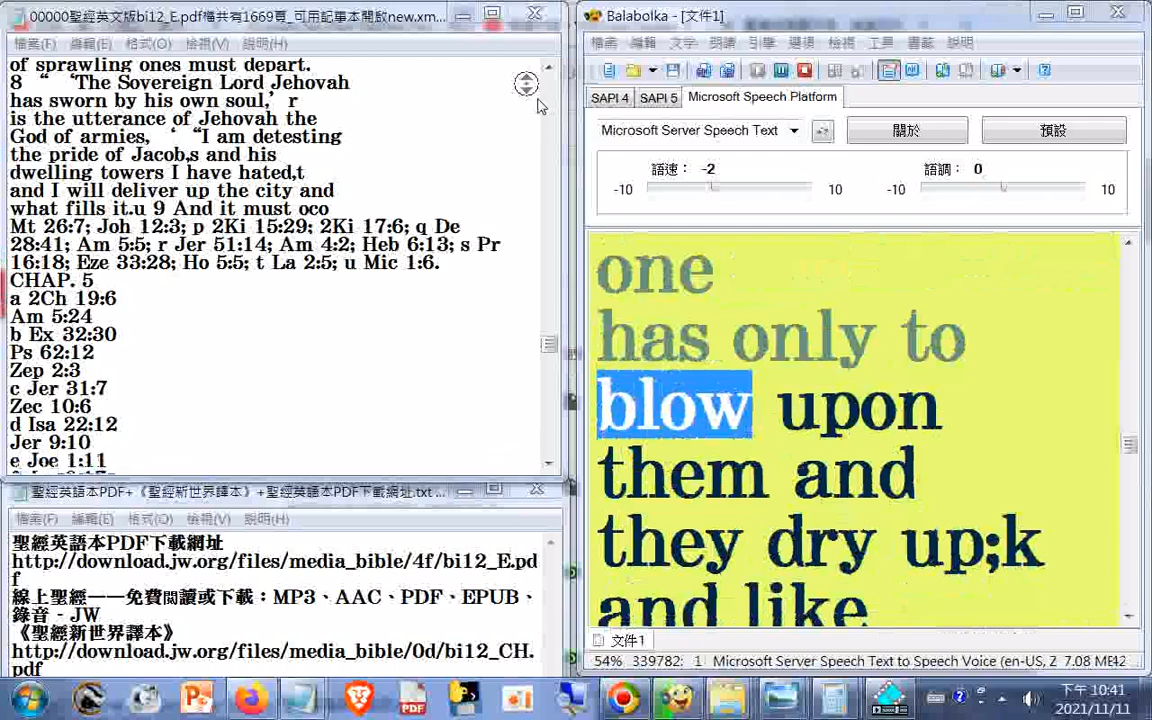 00000聖經英文版bi12_E.pdf檔共有1669頁_可用記事本開啟new.xm...
檔案(F) 編輯(E) 格式(O) 檢視(V) 說明(H)
of sprawling ones must depart.
8 “ ‘The Sovereign Lord Jehovah
has sworn by his own soul,’ r
is the utterance of Jehovah the
God of armies, ‘ “I am detesting
the pride of Jacob,s and his
dwelling towers I have hated,t
and I will deliver up the city and
what fills it.u 9 And it must oco
Mt 26:7; Joh 12:3; p 2Ki 15:29; 2Ki 17:6; q De
28:41; Am 5:5; r Jer 51:14; Am 4:2; Heb 6:13; s Pr
16:18; Eze 33:28; Ho 5:5; t La 2:5; u Mic 1:6.
CHAP. 5
a 2Ch 19:6
Am 5:24
b Ex 32:30
Ps 62:12
Zep 2:3
c Jer 31:7
Zec 10:6
d Isa 22:12
Jer 9:10
e Joe 1:11
聖經英語本PDF+《聖經新世界譯本》+聖經英語本PDF下載網址.txt ...
檔案(F) 編輯(E) 格式(O) 檢視(V) 說明(H)
聖經英語本PDF下載網址
http://download.jw.org/files/media_bible/4f/bi12_E.pd
f
線上聖經——免費閱讀或下載：MP3、AAC、PDF、EPUB、
錄音 - JW
《聖經新世界譯本》
http://download.jw.org/files/media_bible/0d/bi12_CH.
pdf
Balabolka - [文件1]
檔案 編輯 文字 朗讀 引擎 選項 檢視 工具 書籤 說明
SAPI 4 SAPI 5 Microsoft Speech Platform
Microsoft Server Speech Text 關於 預設
語速： -2 語調： 0
-10 10 -10 10
one
has only to
blow upon
them and
they dry up;k
and like
文件1
54% 339782: 1 Microsoft Server Speech Text to Speech Voice (en-US, Z 7.08 ME42
PDF
下午 10:41
2021/11/11